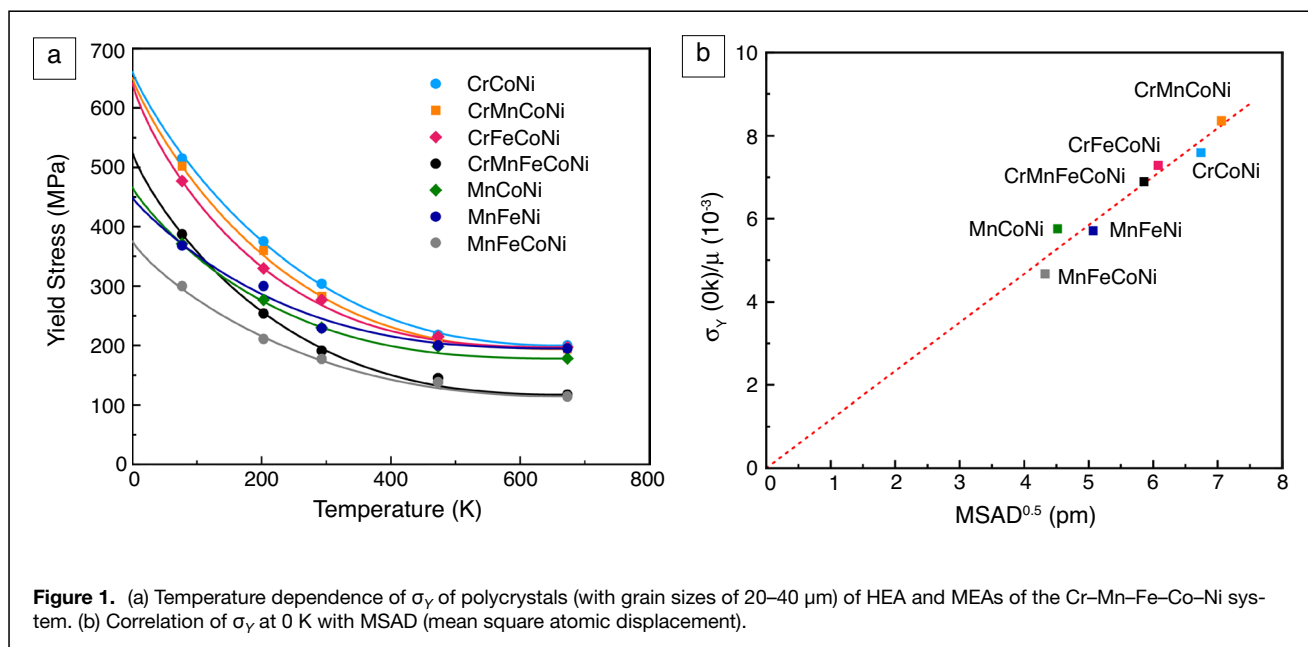 a
700
600
500
400
300
200
100
0
Yield Stress (MPa)
0 200 400 600 800
Temperature (K)
CrCoNi
CrMnCoNi
CrFeCoNi
CrMnFeCoNi
MnCoNi
MnFeNi
MnFeCoNi
b
10
8
6
4
2
0
σY (0k)/µ (10⁻³)
0 1 2 3 4 5 6 7 8
MSAD⁰·⁵ (pm)
CrMnCoNi
CrFeCoNi
CrMnFeCoNi
CrCoNi
MnCoNi
MnFeNi
MnFeCoNi
Figure 1. (a) Temperature dependence of σY of polycrystals (with grain sizes of 20–40 µm) of HEA and MEAs of the Cr–Mn–Fe–Co–Ni sys-
tem. (b) Correlation of σY at 0 K with MSAD (mean square atomic displacement).